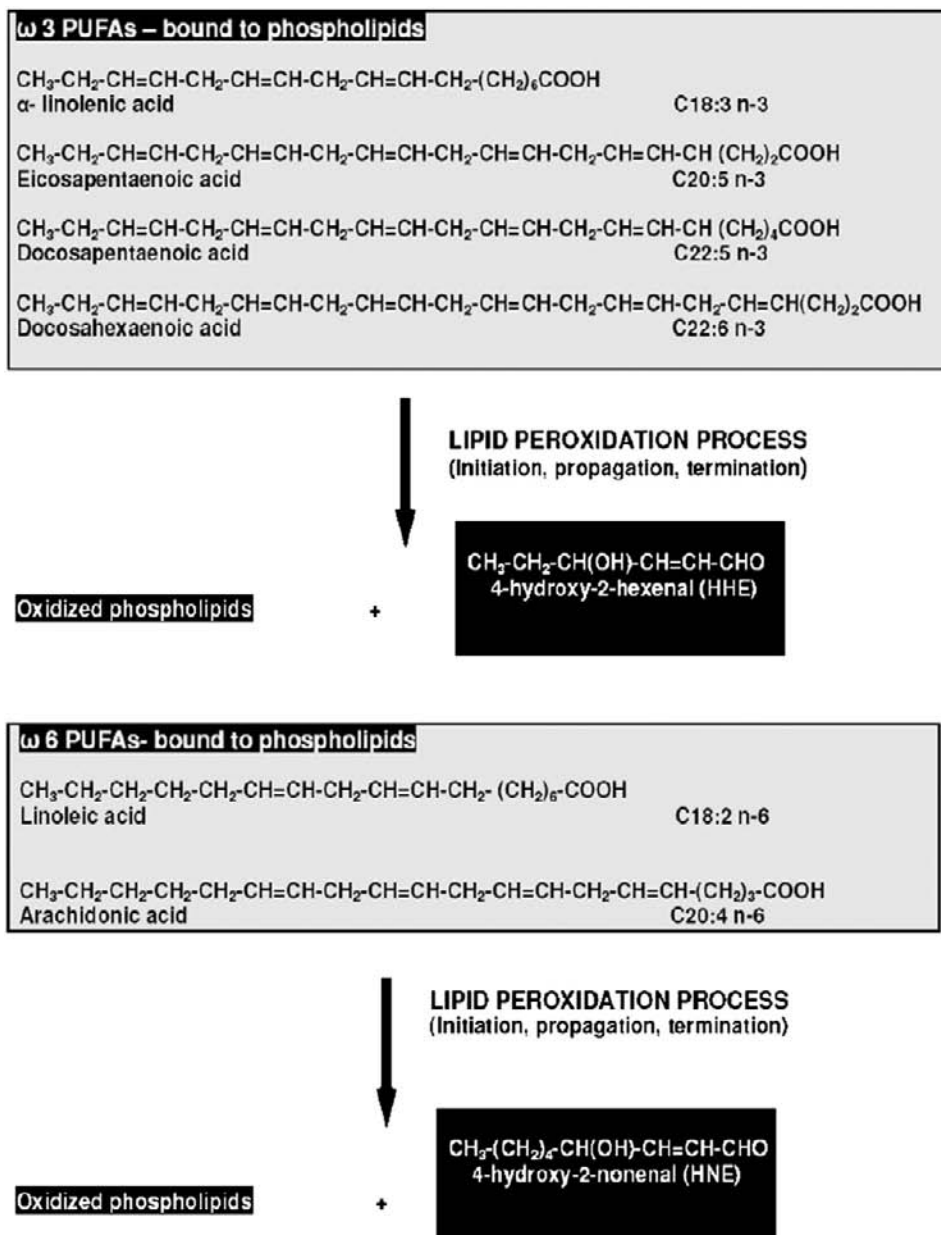 ω 3 PUFAs – bound to phospholipids
CH₃-CH₂-CH=CH-CH₂-CH=CH-CH₂-CH=CH-CH₂-(CH₂)₆COOH
α- linolenic acid C18:3 n-3
CH₃-CH₂-CH=CH-CH₂-CH=CH-CH₂-CH=CH-CH₂-CH=CH-CH₂-CH=CH-CH (CH₂)₂COOH
Eicosapentaenoic acid C20:5 n-3
CH₃-CH₂-CH=CH-CH₂-CH=CH-CH₂-CH=CH-CH₂-CH=CH-CH₂-CH=CH-CH (CH₂)₄COOH
Docosapentaenoic acid C22:5 n-3
CH₃-CH₂-CH=CH-CH₂-CH=CH-CH₂-CH=CH-CH₂-CH=CH-CH₂-CH=CH-CH₂-CH=CH(CH₂)₂COOH
Docosahexaenoic acid C22:6 n-3
LIPID PEROXIDATION PROCESS
(Initiation, propagation, termination)
CH₃-CH₂-CH(OH)-CH=CH-CHO
4-hydroxy-2-hexenal (HHE)
Oxidized phospholipids +
ω 6 PUFAs- bound to phospholipids
CH₃-CH₂-CH₂-CH₂-CH₂-CH=CH-CH₂-CH=CH-CH₂- (CH₂)₆-COOH
Linoleic acid C18:2 n-6
CH₃-CH₂-CH₂-CH₂-CH₂-CH=CH-CH₂-CH=CH-CH₂-CH=CH-CH₂-CH=CH-(CH₂)₃-COOH
Arachidonic acid C20:4 n-6
LIPID PEROXIDATION PROCESS
(Initiation, propagation, termination)
CH₃-(CH₂)₄-CH(OH)-CH=CH-CHO
4-hydroxy-2-nonenal (HNE)
Oxidized phospholipids +